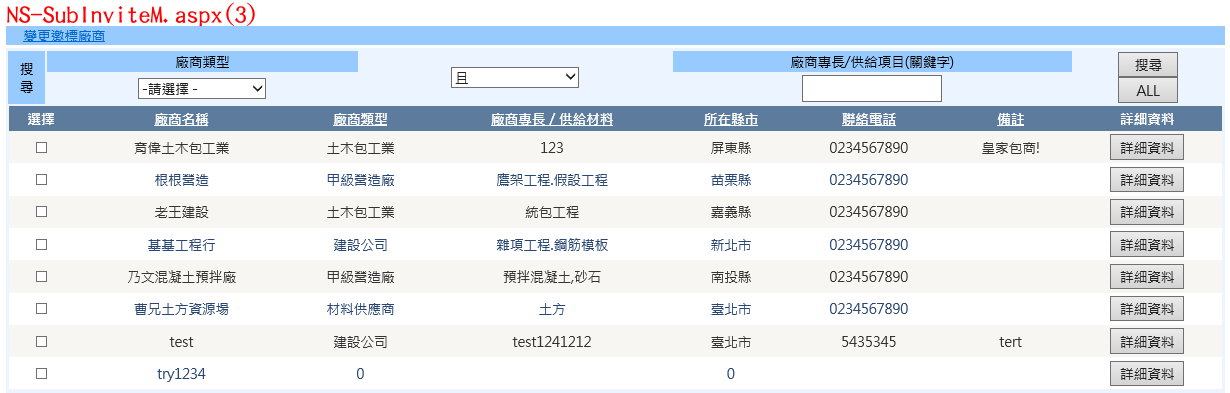 NS-SubInviteM.aspx(3)
變更邀標廠商
搜尋 廠商類型 廠商專長/供給項目(關鍵字) 搜尋
-請選擇 - 且 ALL
選擇 廠商名稱 廠商類型 廠商專長 / 供給材料 所在縣市 聯絡電話 備註 詳細資料
育偉土木包工業 土木包工業 123 屏東縣 0234567890 皇家包商! 詳細資料
根根營造 甲級營造廠 鷹架工程.假設工程 苗栗縣 0234567890 詳細資料
老王建設 土木包工業 統包工程 嘉義縣 0234567890 詳細資料
基基工程行 建設公司 雜項工程.鋼筋模板 新北市 0234567890 詳細資料
乃文混凝土預拌廠 甲級營造廠 預拌混凝土,砂石 南投縣 0234567890 詳細資料
曹兄土方資源場 材料供應商 土方 臺北市 0234567890 詳細資料
test 建設公司 test1241212 臺北市 5435345 tert 詳細資料
try1234 0 0 詳細資料